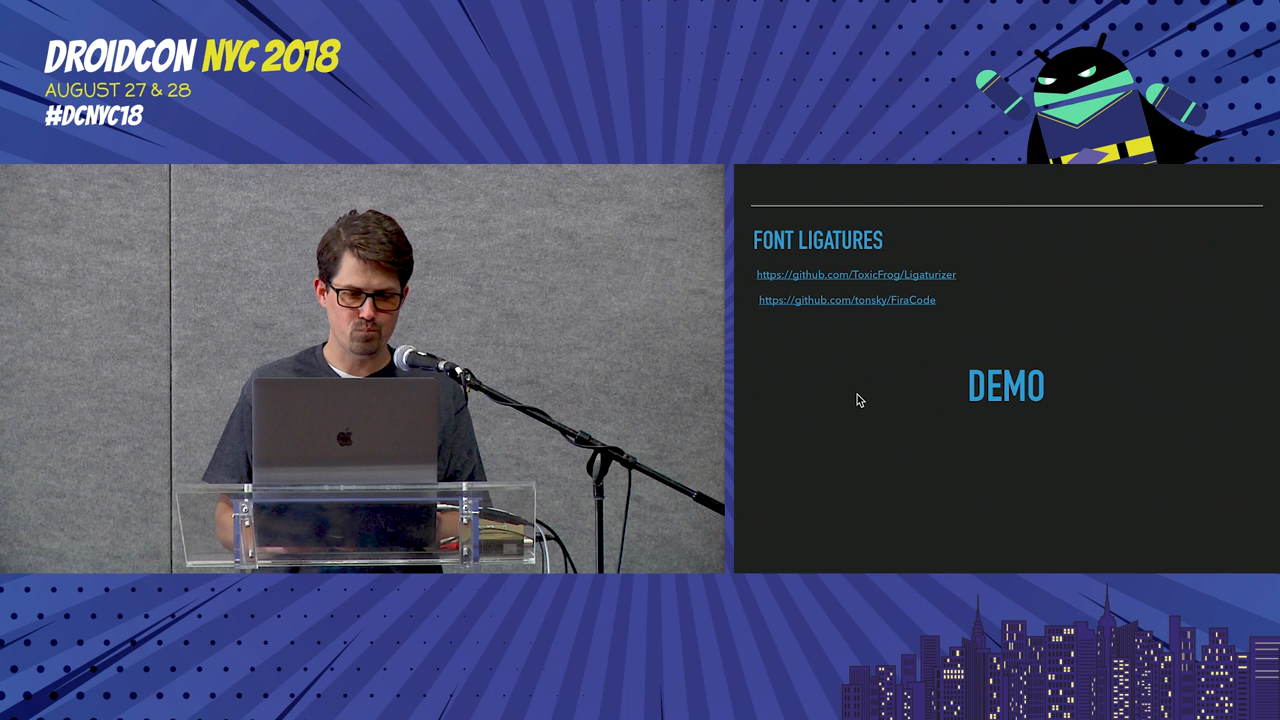 DROIDCON NYC 2018
AUGUST 27 & 28
#DCNYC18
FONT LIGATURES
https://github.com/ToxicFrog/Ligaturizer
https://github.com/tonsky/FiraCode
DEMO